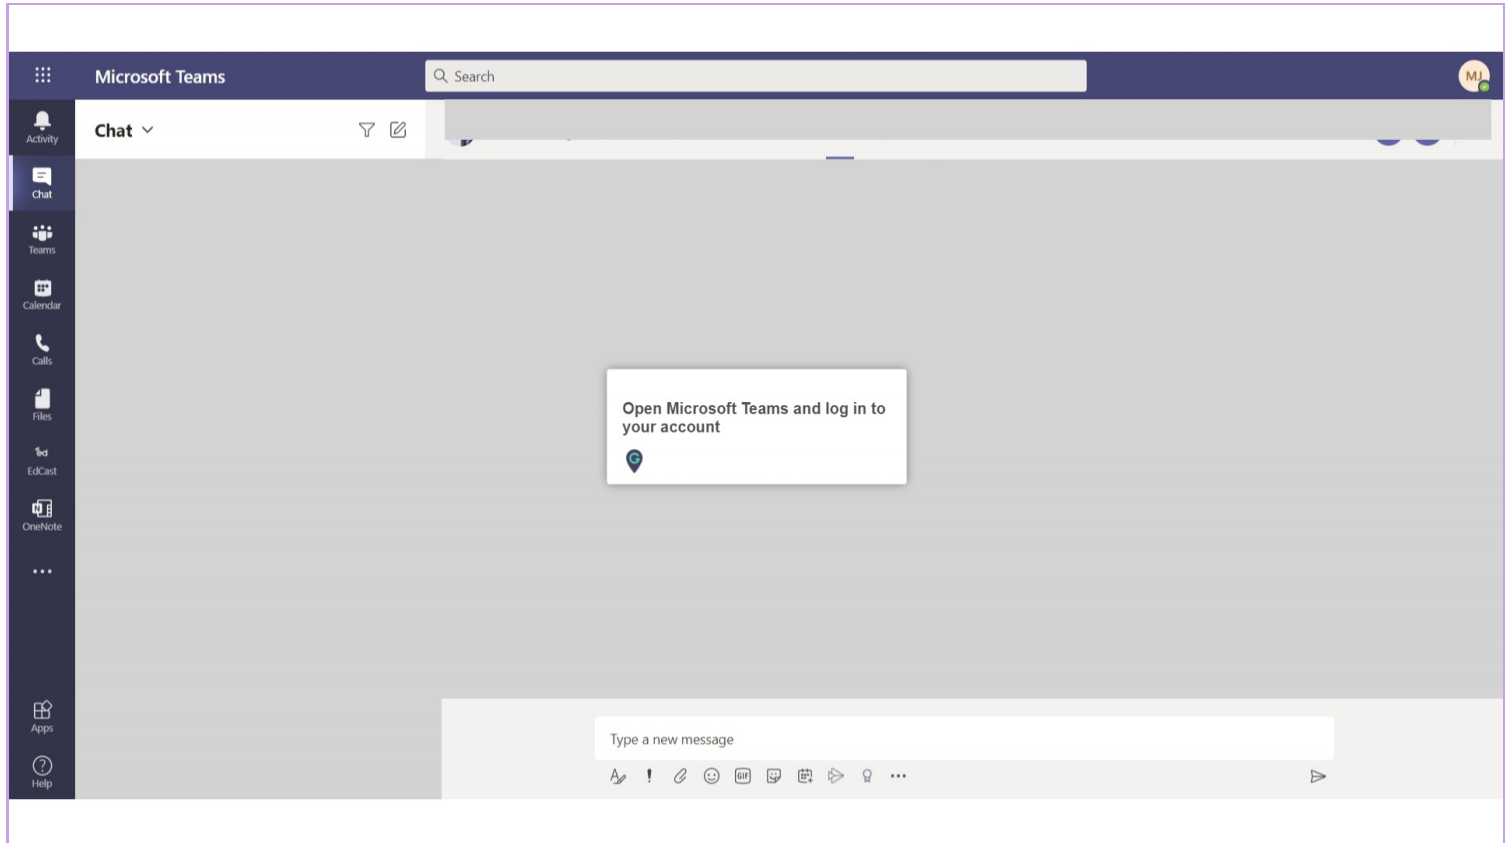 Microsoft Teams
Search
MJ
Activity
Chat
Chat
Teams
Calendar
Calls
Files
EdCast
OneNote
Apps
Help
Open Microsoft Teams and log in to
your account
G
Type a new message
GIF